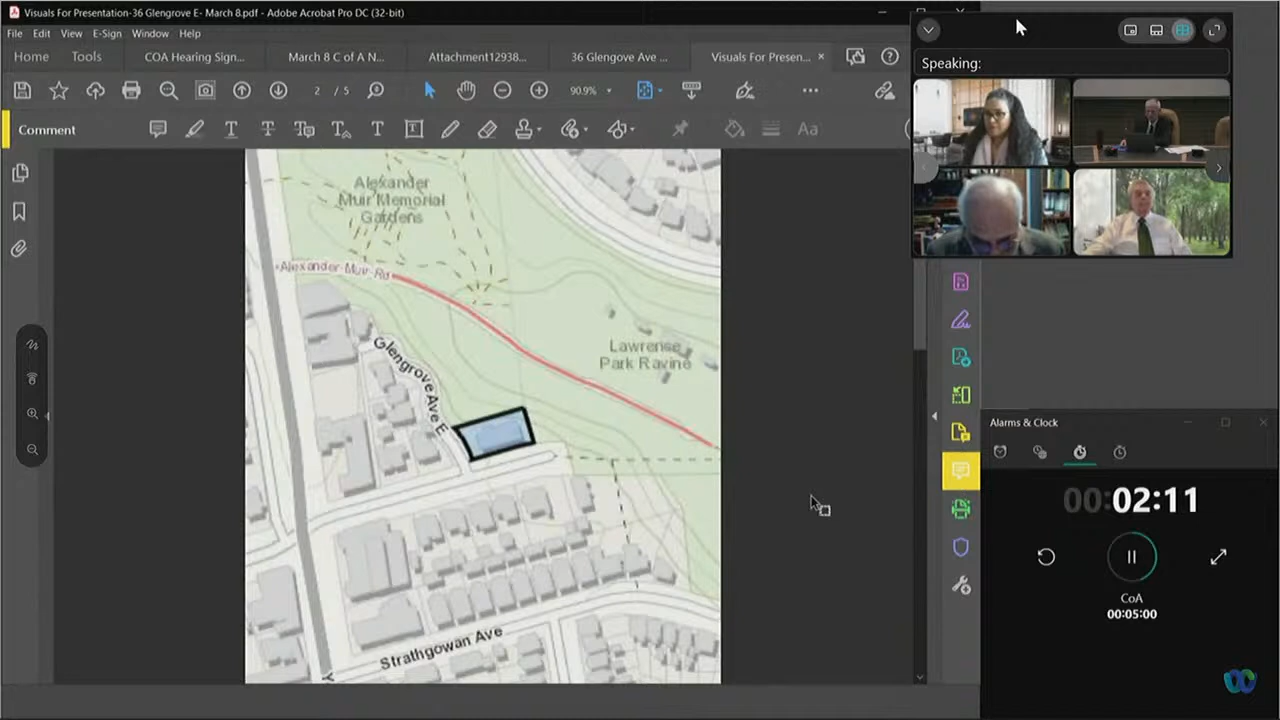 Visuals For Presentation-36 Glengrove E- March 8.pdf - Adobe Acrobat Pro DC (32-bit)
File Edit View E-Sign Window Help
Home Tools COA Hearing Sign... March 8 C of A N... Attachment12938... 36 Glengove Ave ... Visuals For Presen... ×
2 / 5 90.9%
Comment
Aa
Speaking:
Alexander
Muir Memorial
Gardens
Alexander-Muir-Rd
Lawrence
Park Ravine
Glengrove Ave E
Strathgowan Ave
Y
Alarms & Clock
00:02:11
CoA
00:05:00